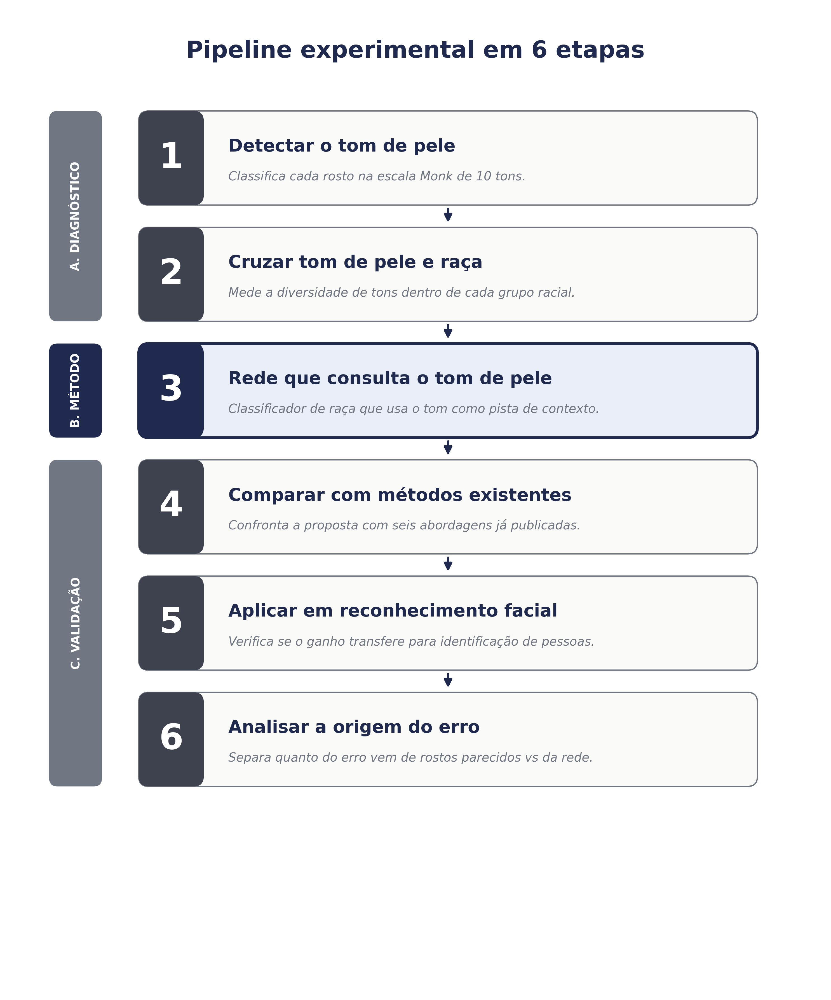 Pipeline experimental em 6 etapas
A. DIAGNÓSTICO
1
Detectar o tom de pele
Classifica cada rosto na escala Monk de 10 tons.
2
Cruzar tom de pele e raça
Mede a diversidade de tons dentro de cada grupo racial.
B. MÉTODO
3
Rede que consulta o tom de pele
Classificador de raça que usa o tom como pista de contexto.
C. VALIDAÇÃO
4
Comparar com métodos existentes
Confronta a proposta com seis abordagens já publicadas.
5
Aplicar em reconhecimento facial
Verifica se o ganho transfere para identificação de pessoas.
6
Analisar a origem do erro
Separa quanto do erro vem de rostos parecidos vs da rede.